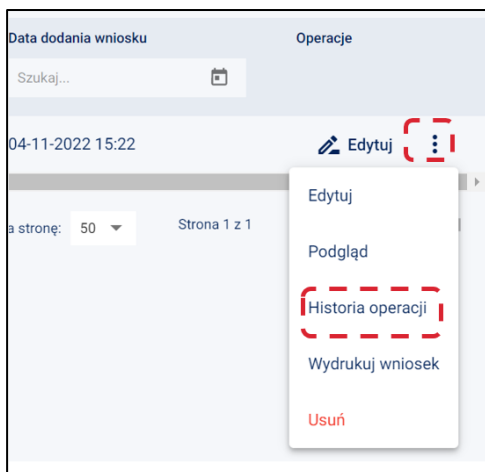 Data dodania wniosku Operacje
Szukaj...
04-11-2022 15:22 Edytuj
Edytuj
a stronę: 50 Strona 1 z 1
Podgląd
Historia operacji
Wydrukuj wniosek
Usuń